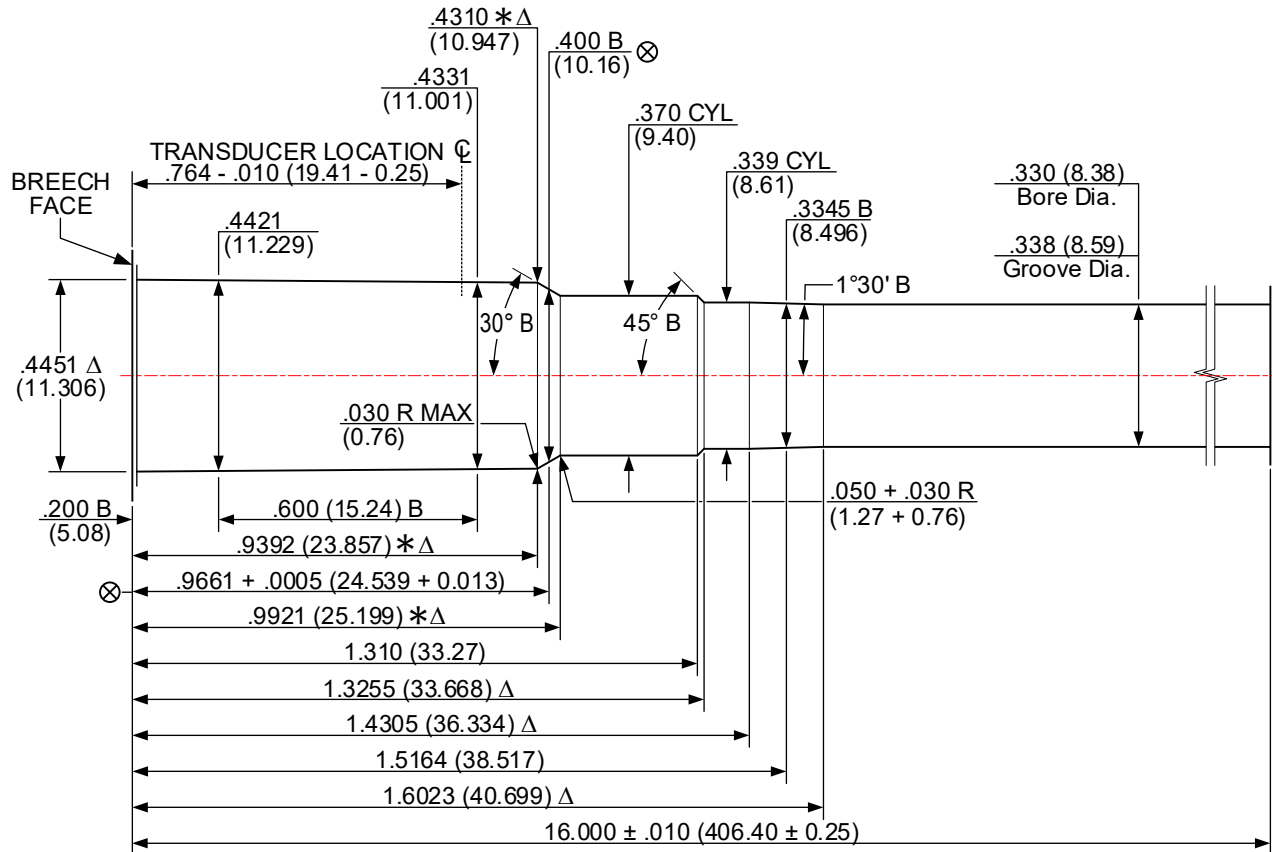 .4310 ∗ Δ
(10.947)
.400 B ⊗
(10.16)
.4331
(11.001)
.370 CYL
(9.40)
TRANSDUCER LOCATION ℄
.764 - .010 (19.41 - 0.25)
.339 CYL
(8.61)
.330 (8.38)
Bore Dia.
BREECH
FACE
.4421
(11.229)
.3345 B
(8.496)
.338 (8.59)
Groove Dia.
1°30' B
30° B
45° B
.4451 Δ
(11.306)
.030 R MAX
(0.76)
.050 + .030 R
(1.27 + 0.76)
.200 B
(5.08)
.600 (15.24) B
.9392 (23.857) ∗ Δ
⊗ .9661 + .0005 (24.539 + 0.013)
.9921 (25.199) ∗ Δ
1.310 (33.27)
1.3255 (33.668) Δ
1.4305 (36.334) Δ
1.5164 (38.517)
1.6023 (40.699) Δ
16.000 ± .010 (406.40 ± 0.25)